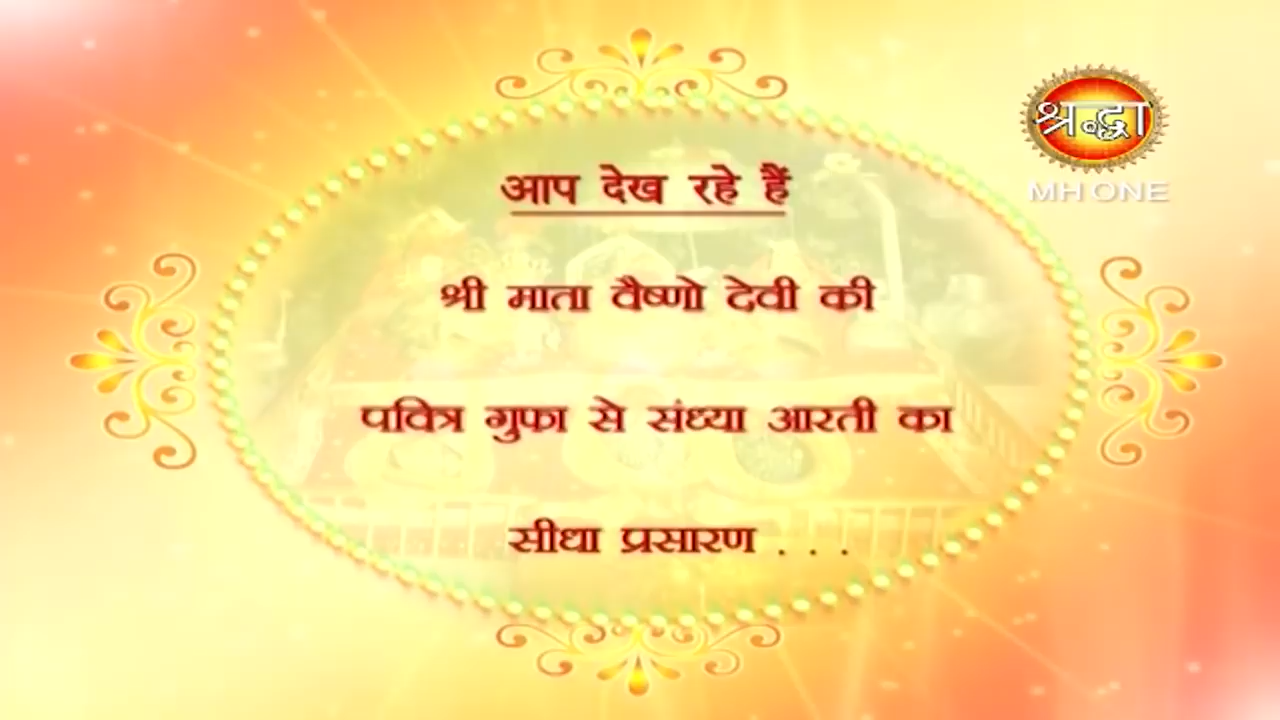 श्रद्धा
MH ONE
आप देख रहे हैं
श्री माता वैष्णो देवी की
पवित्र गुफा से संध्या आरती का
सीधा प्रसारण . . .